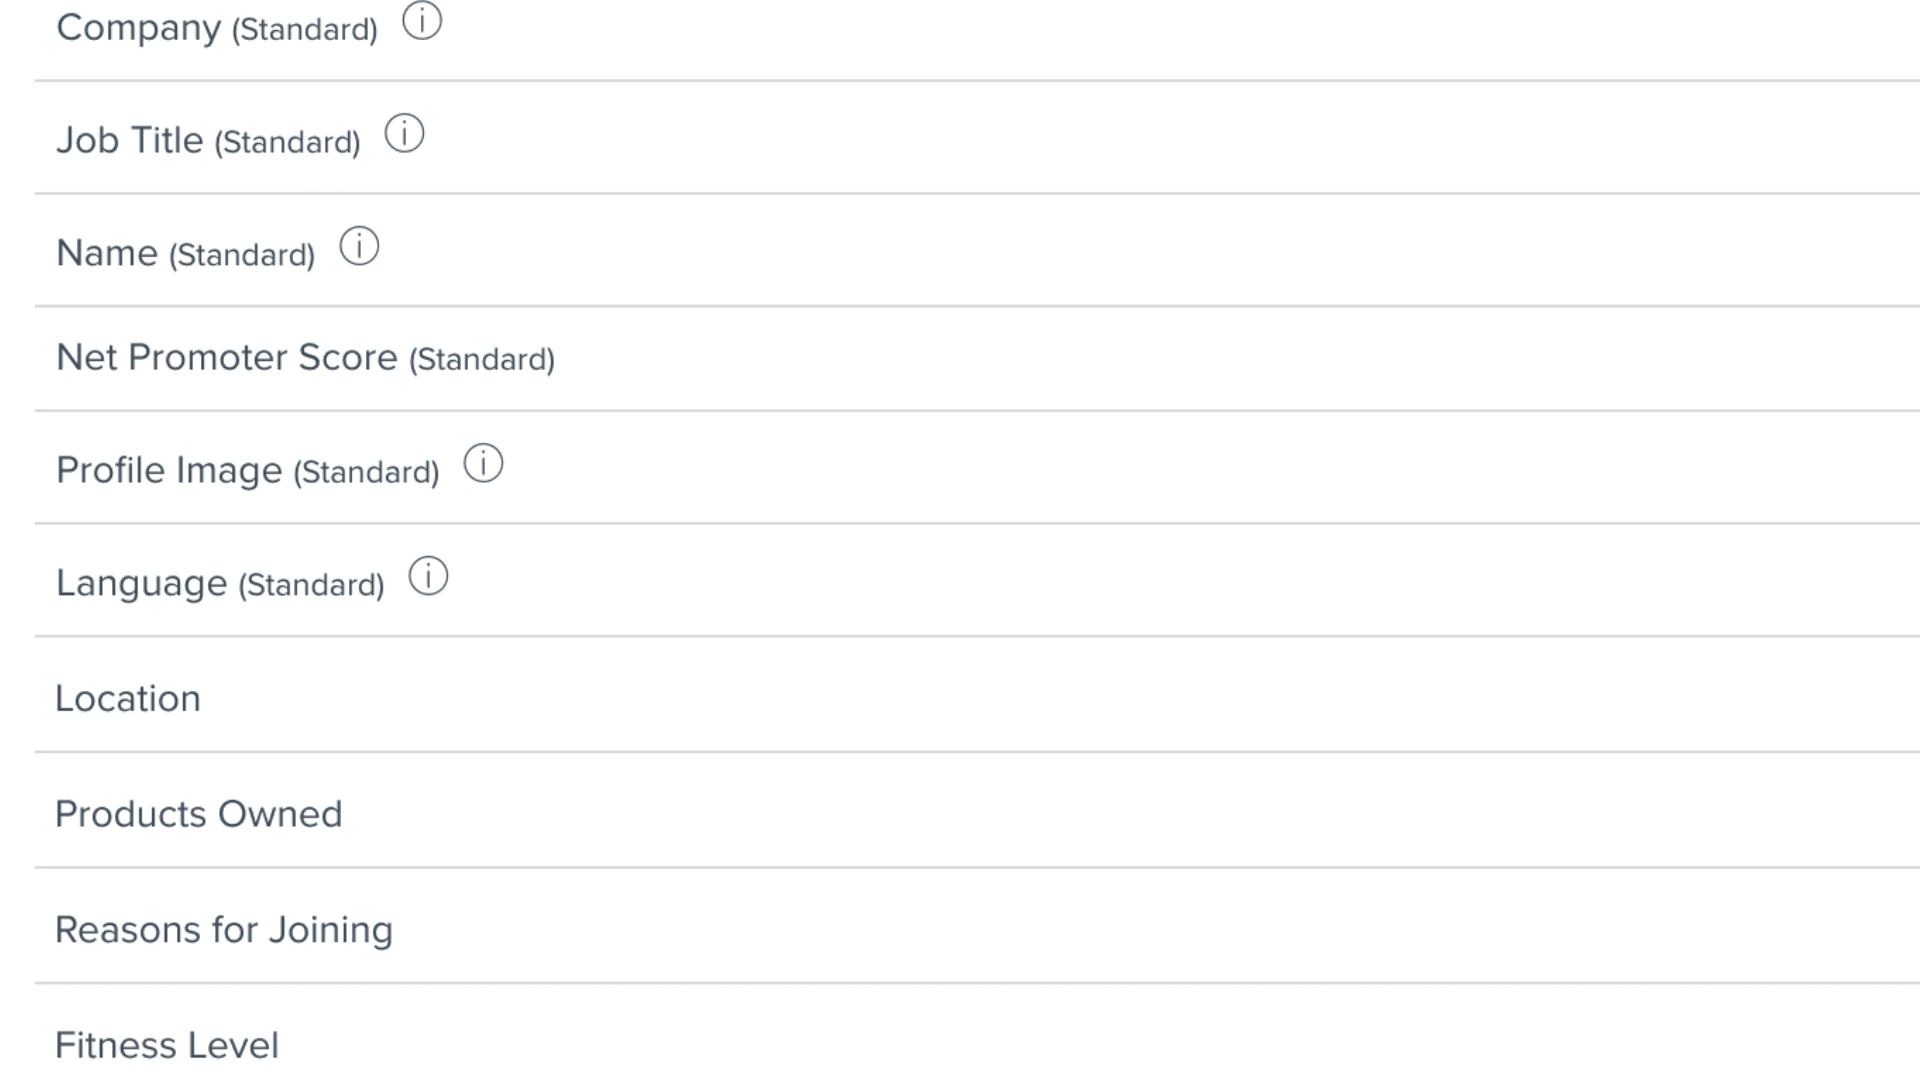 Company (Standard) ⓘ
Job Title (Standard) ⓘ
Name (Standard) ⓘ
Net Promoter Score (Standard)
Profile Image (Standard) ⓘ
Language (Standard) ⓘ
Location
Products Owned
Reasons for Joining
Fitness Level